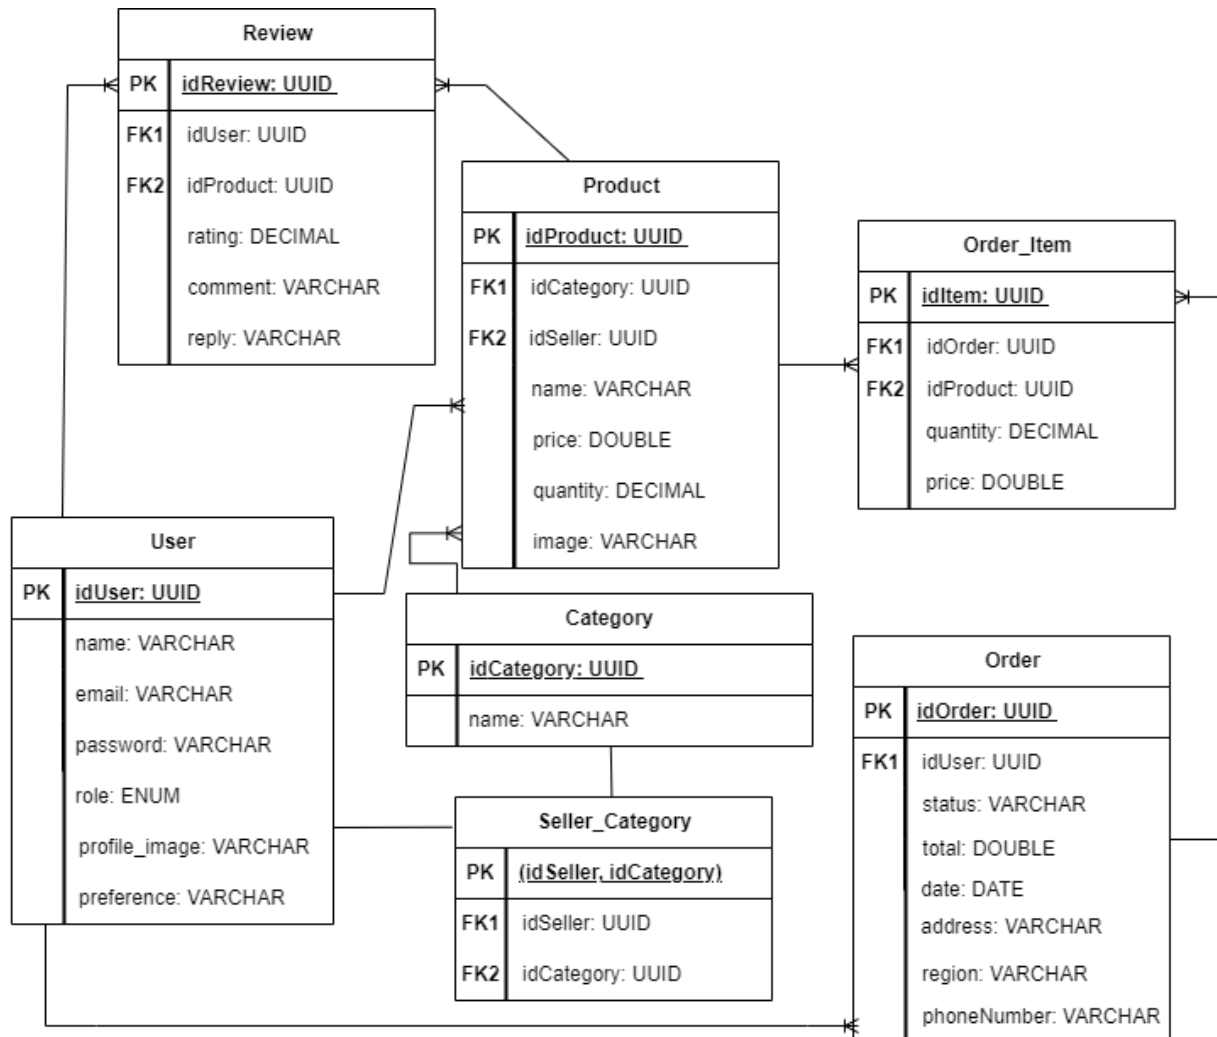 Review
PK idReview: UUID
FK1 idUser: UUID
FK2 idProduct: UUID
rating: DECIMAL
comment: VARCHAR
reply: VARCHAR
Product
PK idProduct: UUID
FK1 idCategory: UUID
FK2 idSeller: UUID
name: VARCHAR
price: DOUBLE
quantity: DECIMAL
image: VARCHAR
Order_Item
PK idItem: UUID
FK1 idOrder: UUID
FK2 idProduct: UUID
quantity: DECIMAL
price: DOUBLE
User
PK idUser: UUID
name: VARCHAR
email: VARCHAR
password: VARCHAR
role: ENUM
profile_image: VARCHAR
preference: VARCHAR
Category
PK idCategory: UUID
name: VARCHAR
Seller_Category
PK (idSeller, idCategory)
FK1 idSeller: UUID
FK2 idCategory: UUID
Order
PK idOrder: UUID
FK1 idUser: UUID
status: VARCHAR
total: DOUBLE
date: DATE
address: VARCHAR
region: VARCHAR
phoneNumber: VARCHAR